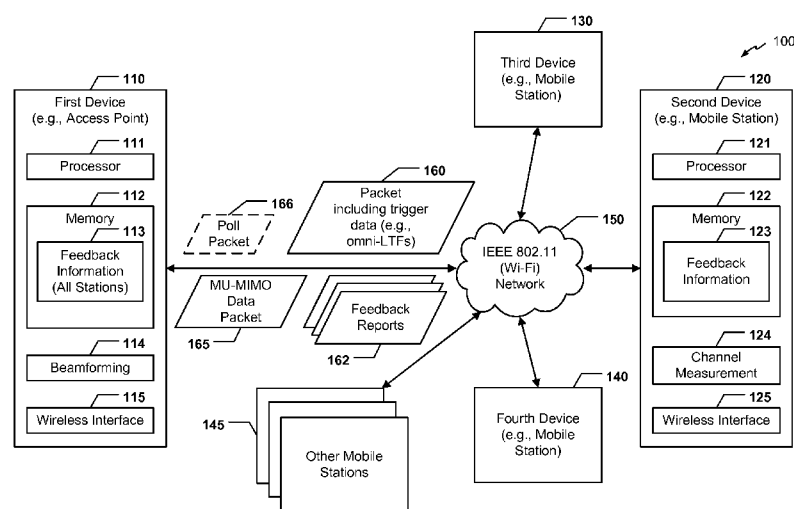 100
110
First Device
(e.g., Access Point)
111
Processor
112
Memory
113
Feedback
Information
(All Stations)
114
Beamforming
115
Wireless Interface
166
Poll
Packet
160
Packet
including trigger
data (e.g.,
omni-LTFs)
MU-MIMO
Data
Packet
165
Feedback
Reports
162
130
Third Device
(e.g., Mobile
Station)
150
IEEE 802.11
(Wi-Fi)
Network
145
Other Mobile
Stations
140
Fourth Device
(e.g., Mobile
Station)
120
Second Device
(e.g., Mobile Station)
121
Processor
122
Memory
123
Feedback
Information
124
Channel
Measurement
125
Wireless Interface